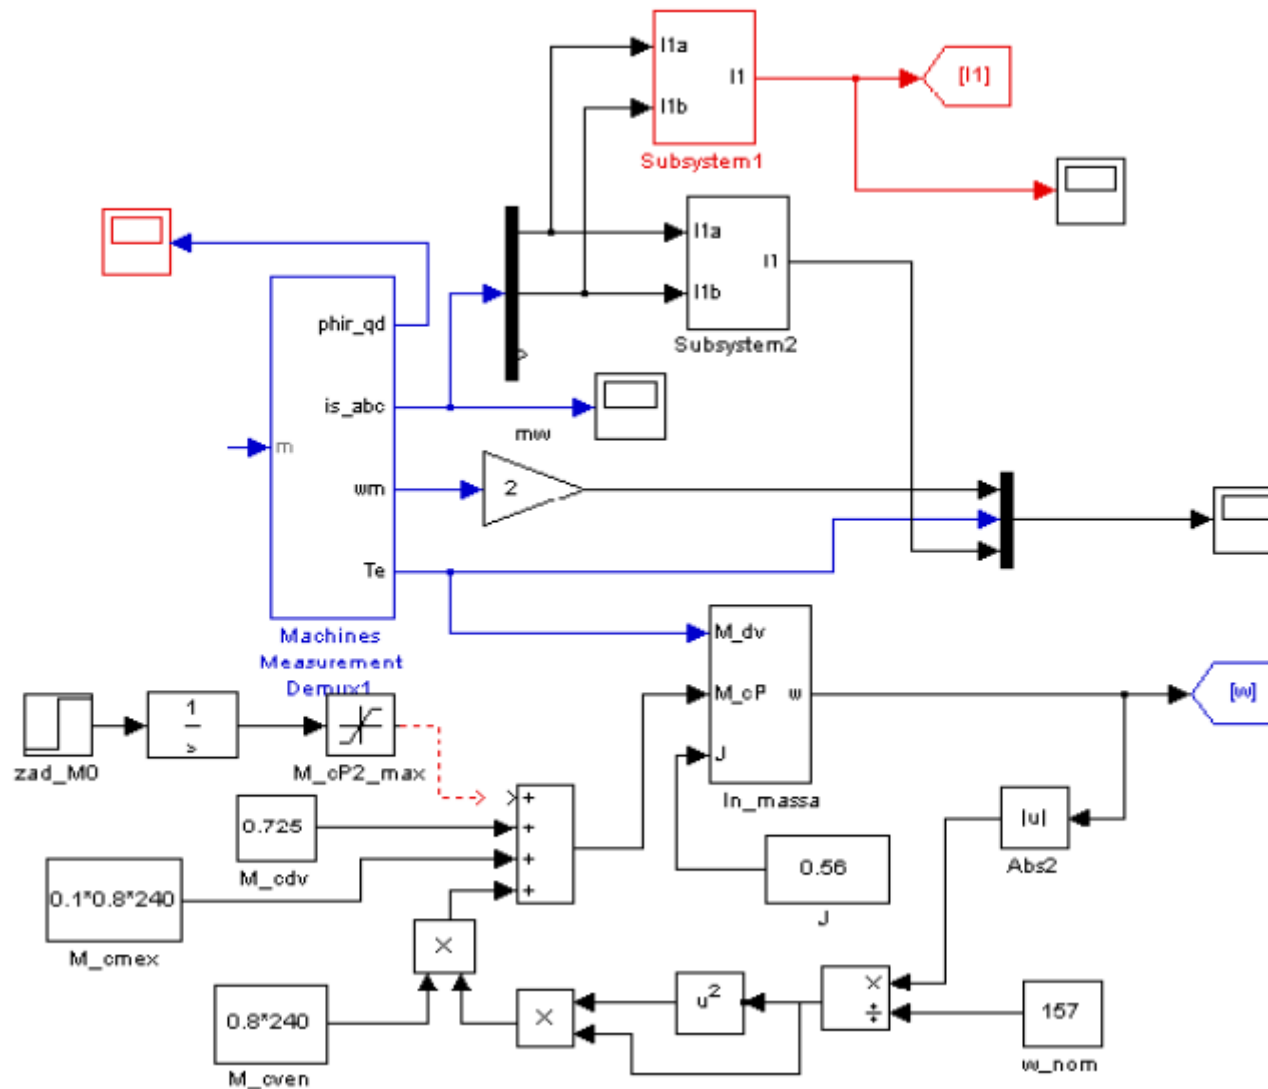 I1a
I1
I1b
Subsystem1
[I1]
I1a
I1
I1b
Subsystem2
phir_qd
is_abc
m
wm
Te
Machines
Measurement
Demux1
mw
2
M_dv
M_cP
w
J
In_massa
[w]
zad_M0
1
s
M_cP2_max
+
+
+
+
0.725
M_cdv
0.1*0.8*240
M_cmex
0.56
J
|u|
Abs2
×
0.8*240
M_cven
×
u²
×
÷
157
w_nom